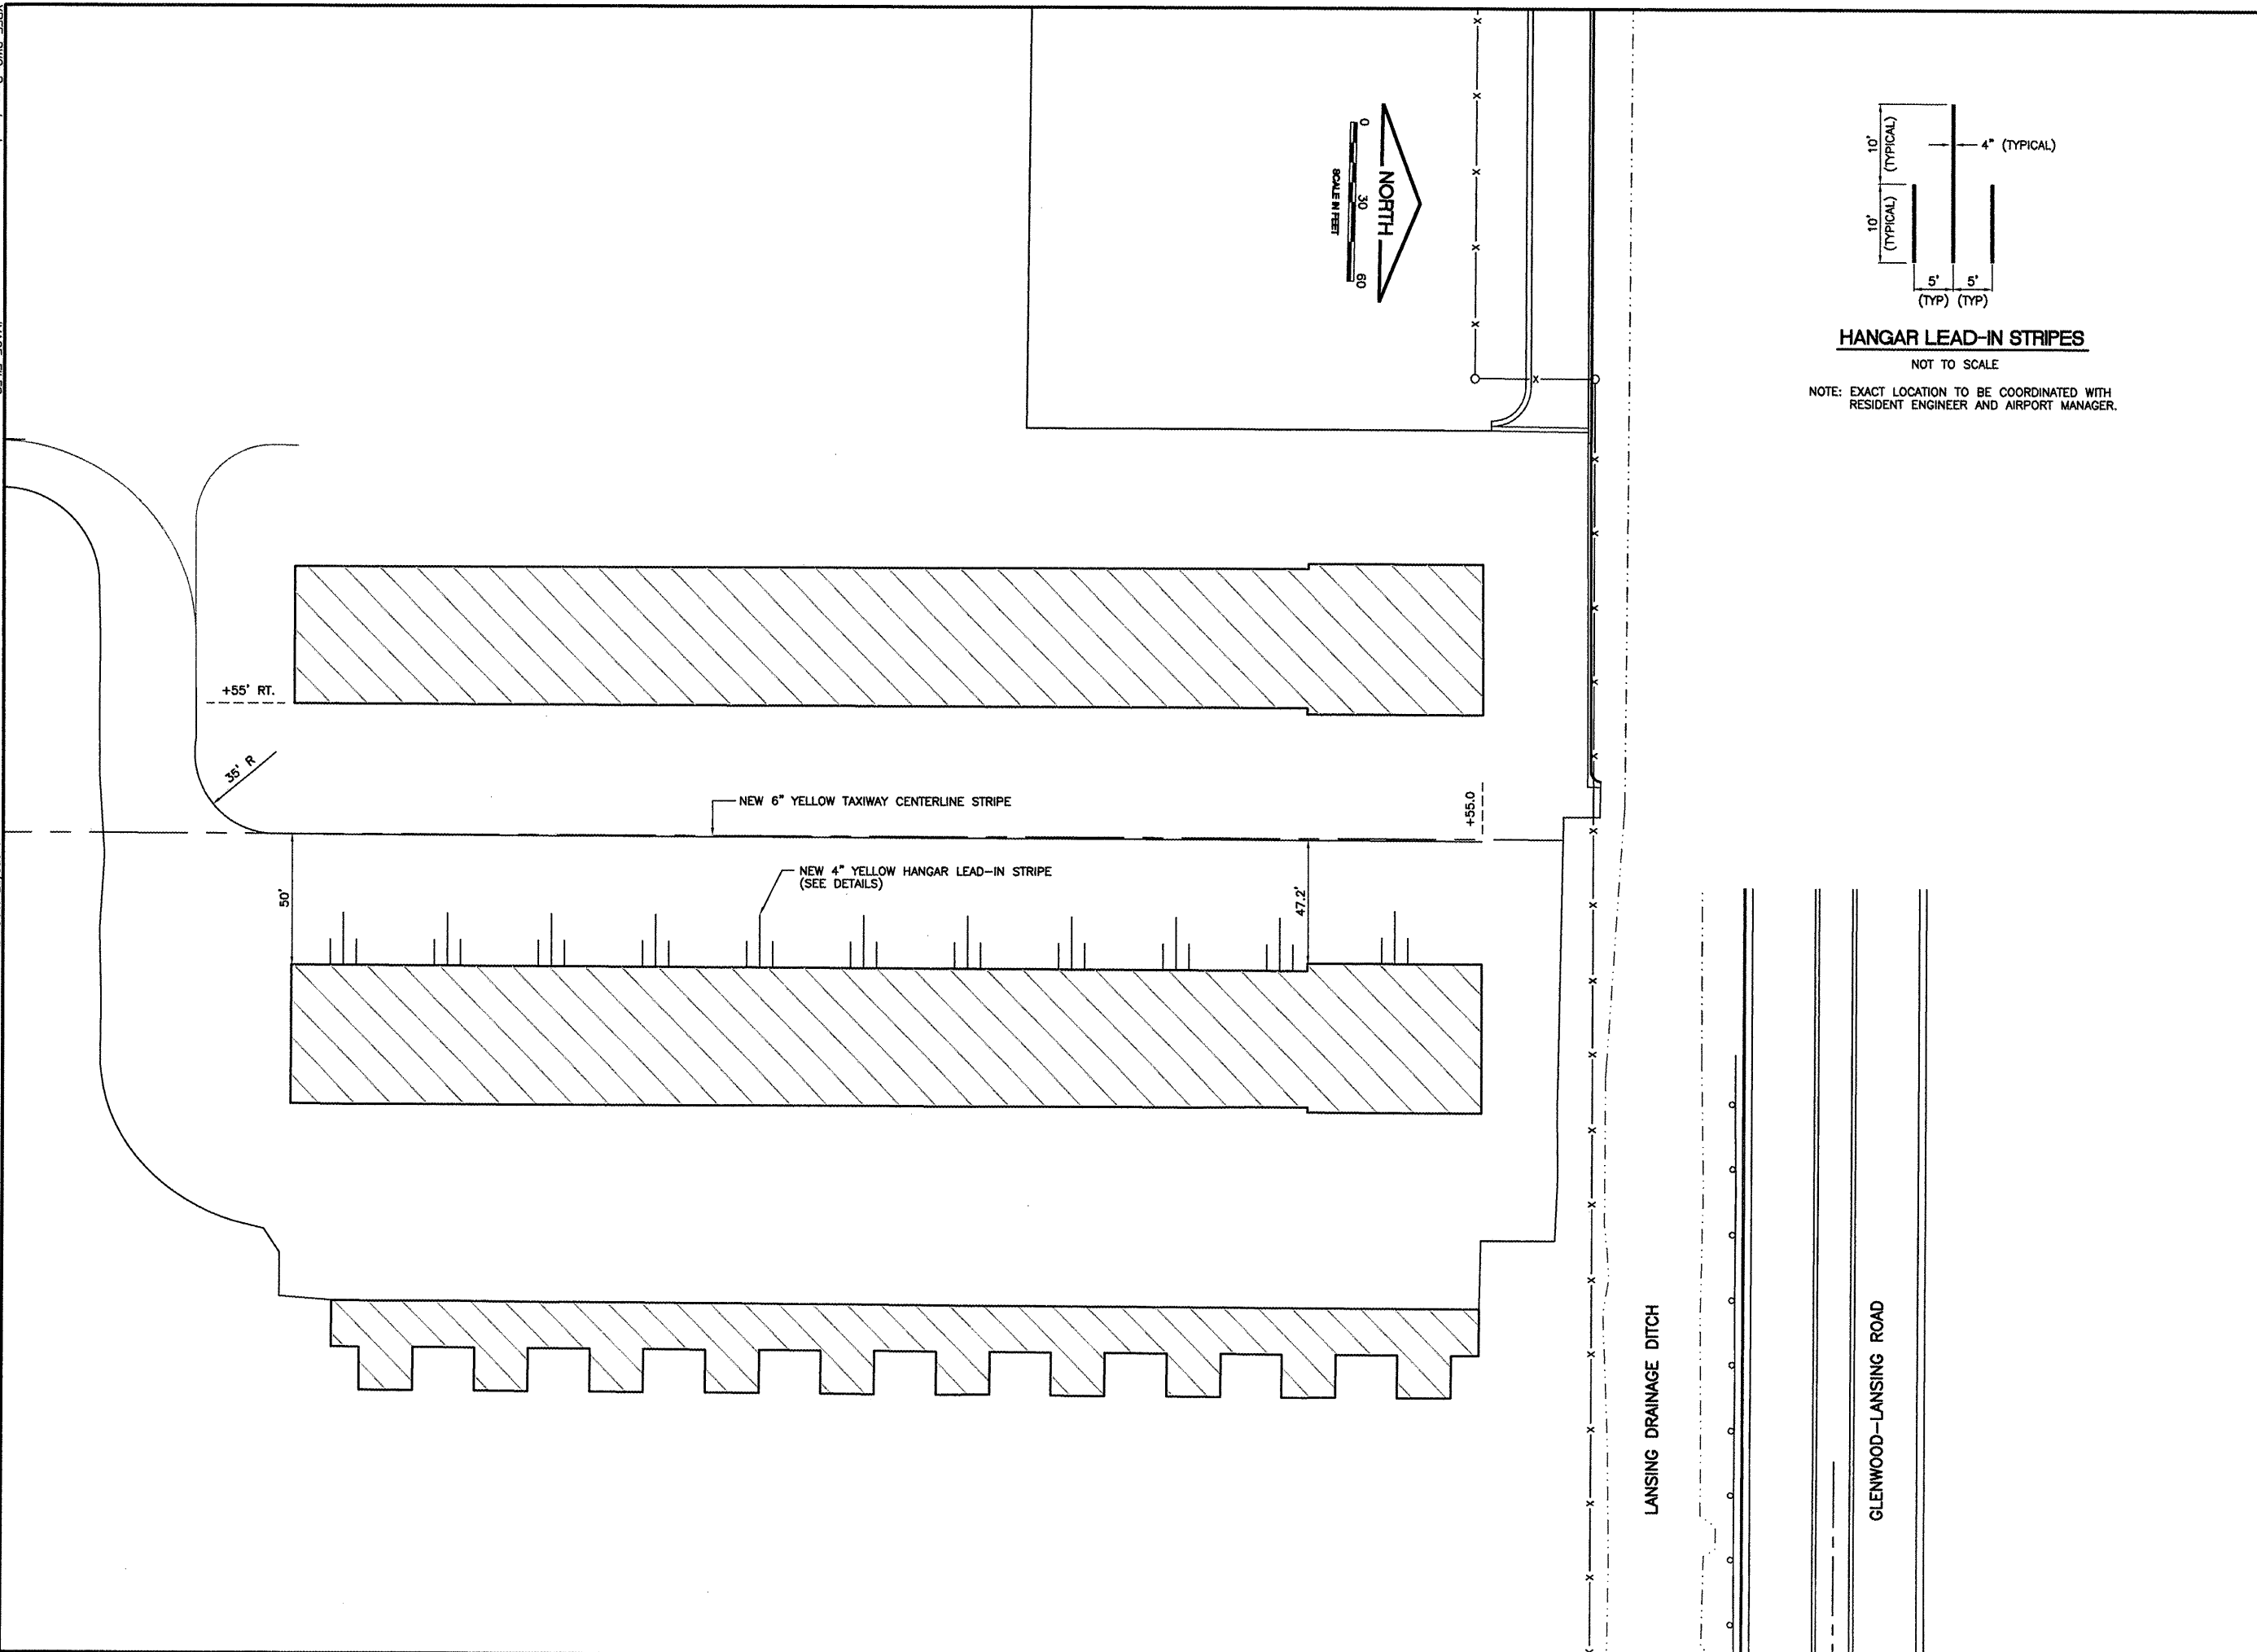 0
30
60
SCALE IN FEET
NORTH
10'
(TYPICAL)
10'
(TYPICAL)
4" (TYPICAL)
5'
5'
(TYP)
(TYP)
HANGAR LEAD-IN STRIPES
NOT TO SCALE
NOTE: EXACT LOCATION TO BE COORDINATED WITH
RESIDENT ENGINEER AND AIRPORT MANAGER.
+55' RT.
35' R
NEW 6" YELLOW TAXIWAY CENTERLINE STRIPE
+55.0
NEW 4" YELLOW HANGAR LEAD-IN STRIPE
(SEE DETAILS)
50'
47.2'
LANSING DRAINAGE DITCH
GLENWOOD-LANSING ROAD